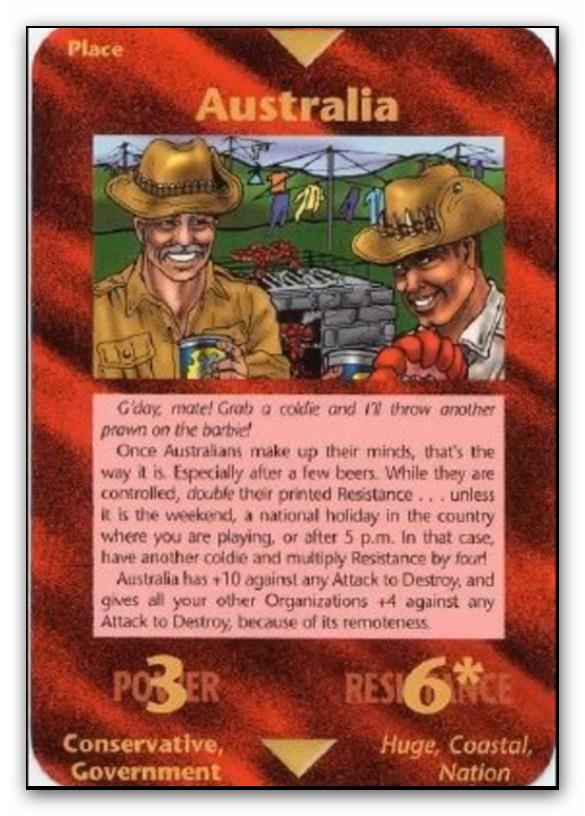 Place
Australia
G'day, mate! Grab a coldie and I'll throw another
prawn on the barbie!
Once Australians make up their minds, that's the
way it is. Especially after a few beers. While they are
controlled, double their printed Resistance . . . unless
it is the weekend, a national holiday in the country
where you are playing, or after 5 p.m. In that case,
have another coldie and multiply Resistance by four!
Australia has +10 against any Attack to Destroy, and
gives all your other Organizations +4 against any
Attack to Destroy, because of its remoteness.
POWER 3
RESISTANCE 6*
Conservative,
Government
Huge, Coastal,
Nation